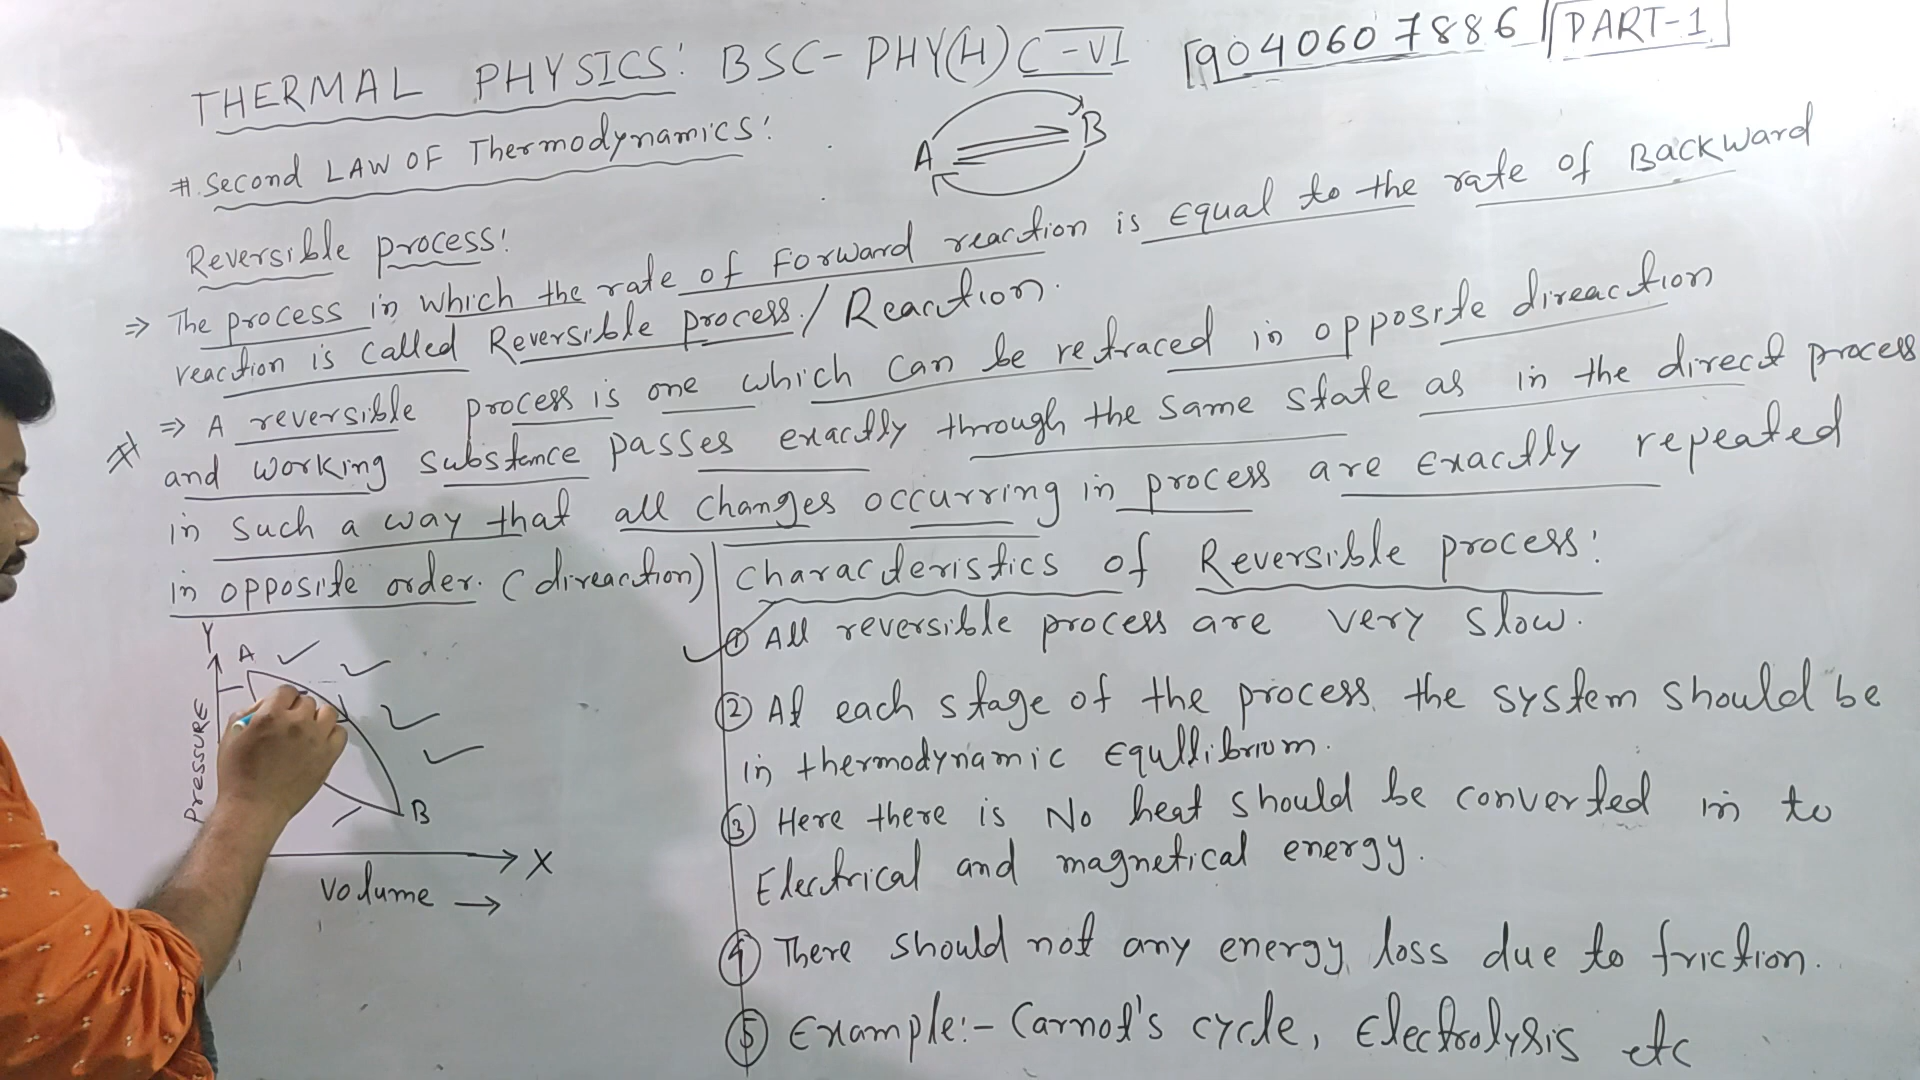 THERMAL PHYSICS: BSC- PHY(H) C-VI
9040607886 PART-1
# Second LAW OF Thermodynamics:
A B
Reversible process:
⇒ The process in which the rate of Forward reaction is Equal to the rate of Backward
reaction is called Reversible process / Reaction.
⇒ A reversible process is one which can be retraced in opposite direaction
and working substance passes exactly through the same state as in the direct process
in such a way that all changes occurring in process are exactly repeated
in opposite order. (direaction)
Characteristics of Reversible process:
① All reversible process are very slow.
② At each stage of the process the system should be
in thermodynamic Equllibrium.
③ Here there is No heat should be converted in to
Electrical and magnetical energy.
④ There should not any energy loss due to friction.
⑤ Example:- Carnot's cycle, Electrolysis etc
Y
A
PRESSURE
B
X
Volume →